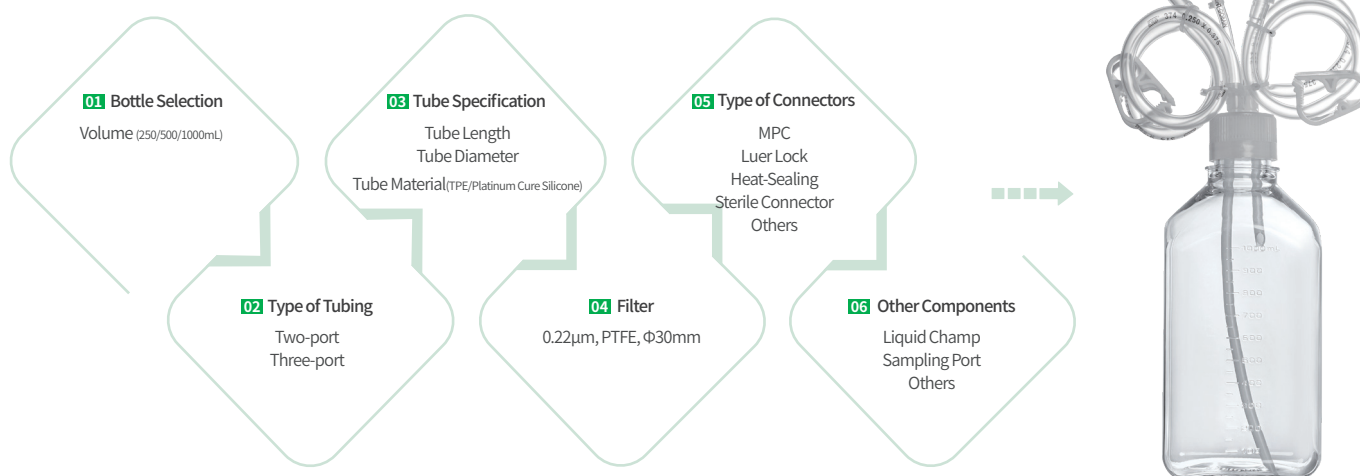 01 Bottle Selection
Volume (250/500/1000mL)
02 Type of Tubing
Two-port
Three-port
03 Tube Specification
Tube Length
Tube Diameter
Tube Material(TPE/Platinum Cure Silicone)
04 Filter
0.22μm, PTFE, Φ30mm
05 Type of Connectors
MPC
Luer Lock
Heat-Sealing
Sterile Connector
Others
06 Other Components
Liquid Champ
Sampling Port
Others